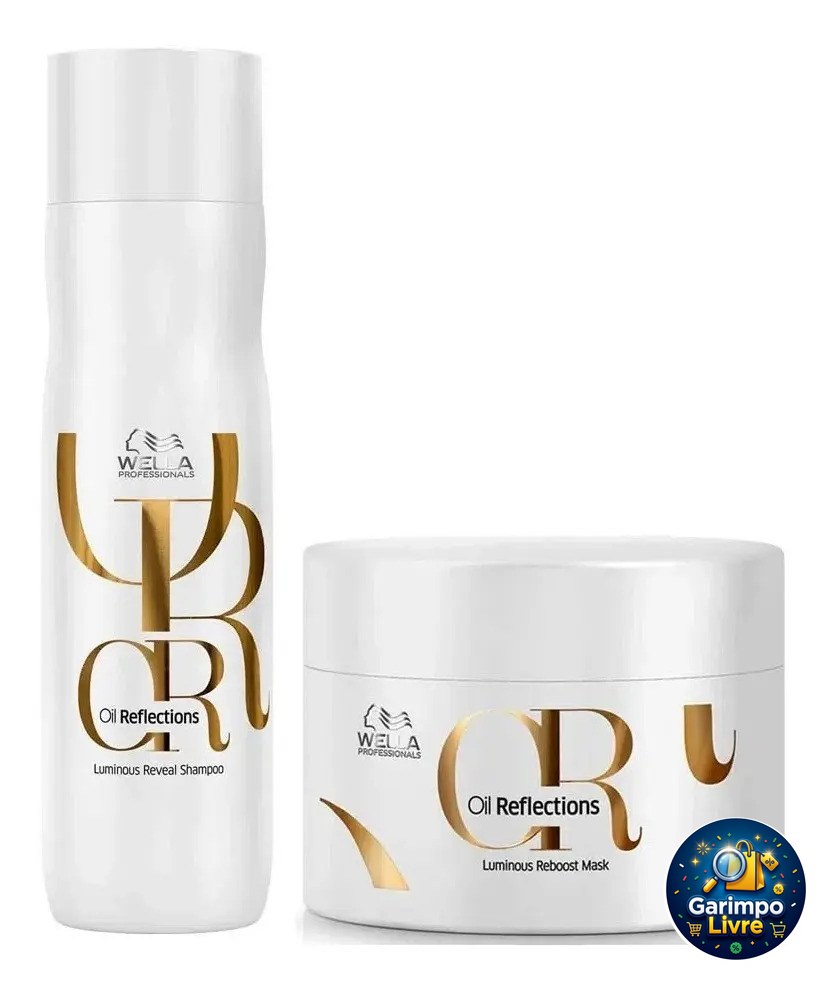 WELLA
PROFESSIONALS
Oil Reflections
Luminous Reveal Shampoo
WELLA
PROFESSIONALS
Oil Reflections
Luminous Reboost Mask
Garimpo
Livre